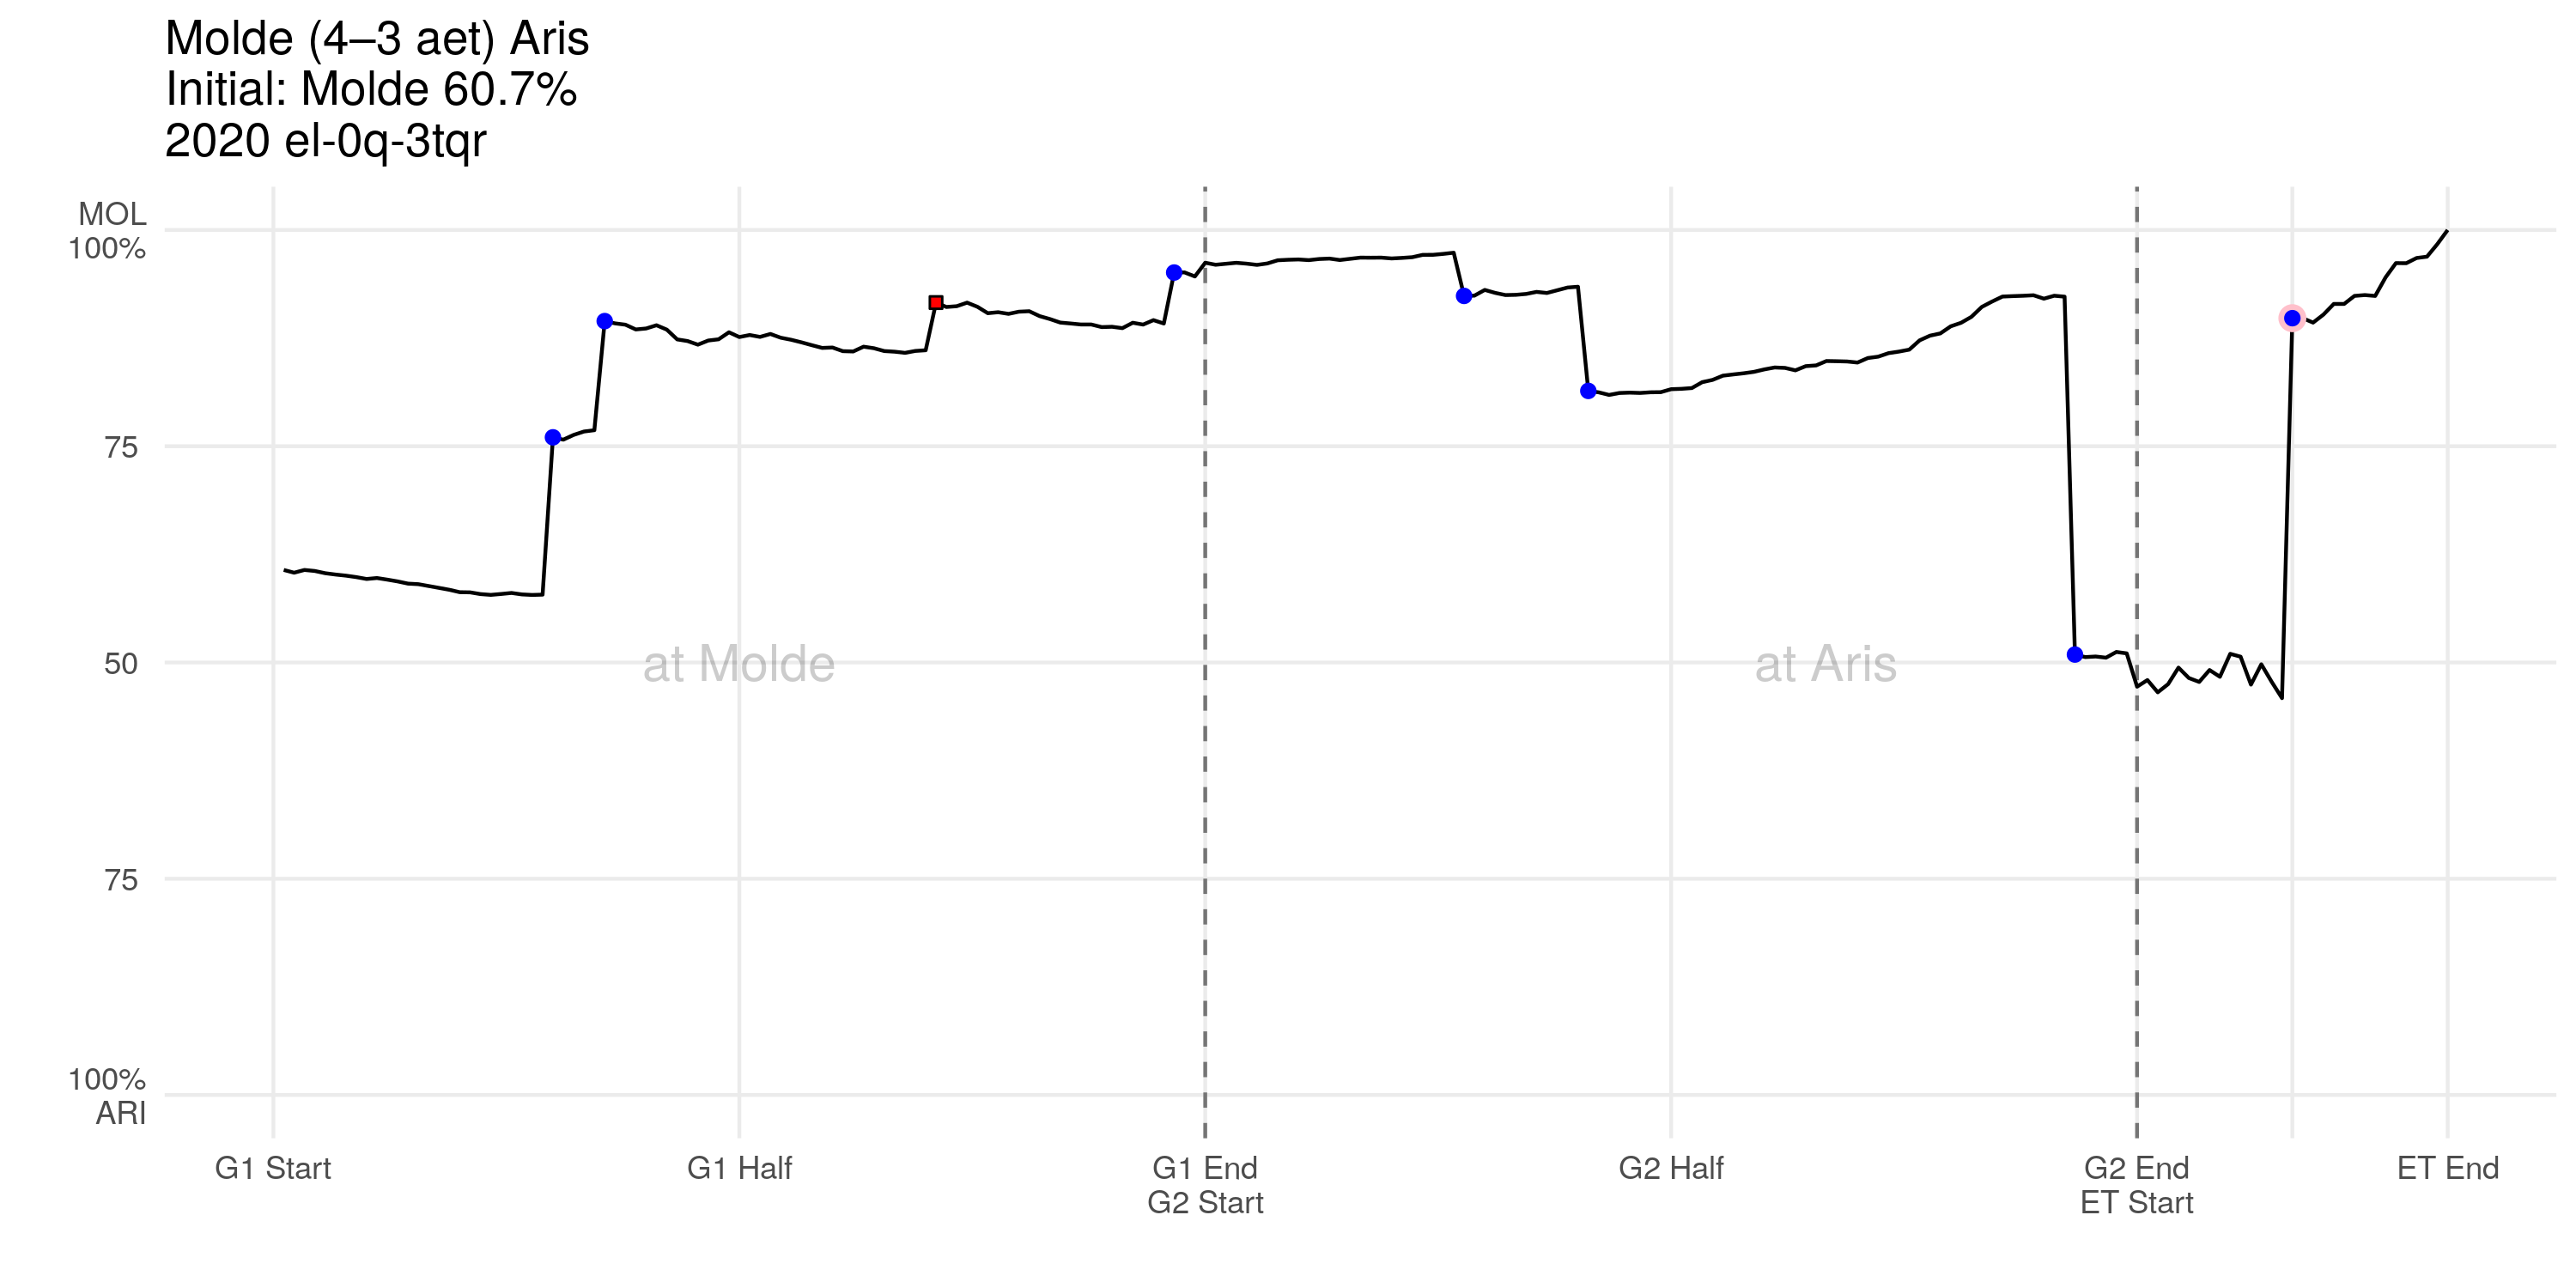 Molde (4–3 aet) Aris
Initial: Molde 60.7%
2020 el-0q-3tqr
MOL
100%
75
50
75
100%
ARI
at Molde
at Aris
G1 Start
G1 Half
G1 End
G2 Start
G2 Half
G2 End
ET Start
ET End